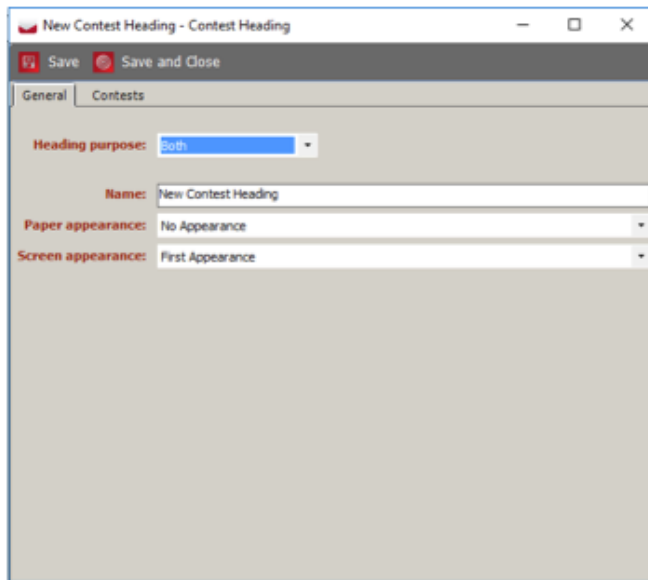 New Contest Heading - Contest Heading
Save Save and Close
General Contests
Heading purpose: Both
Name: New Contest Heading
Paper appearance: No Appearance
Screen appearance: First Appearance